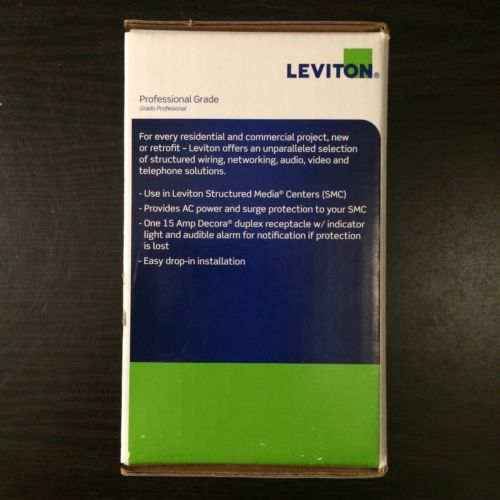 LEVITON®
Professional Grade
Grado Profesional
For every residential and commercial project, new
or retrofit – Leviton offers an unparalleled selection
of structured wiring, networking, audio, video and
telephone solutions.
- Use in Leviton Structured Media® Centers (SMC)
- Provides AC power and surge protection to your SMC
- One 15 Amp Decora® duplex receptacle w/ indicator
light and audible alarm for notification if protection
is lost
- Easy drop-in installation